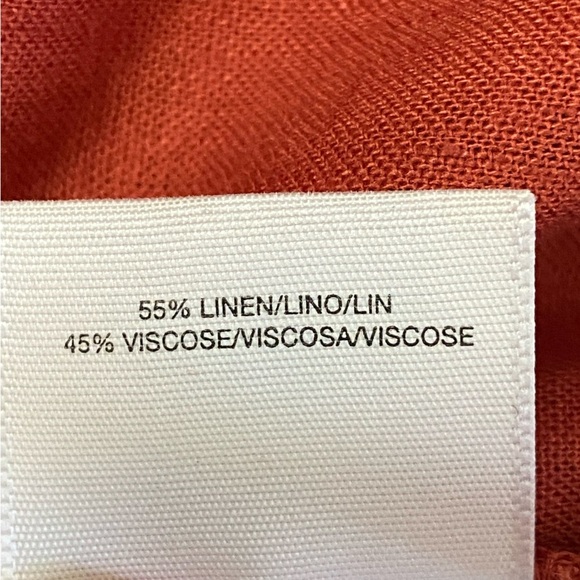 55% LINEN/LINO/LIN
45% VISCOSE/VISCOSA/VISCOSE